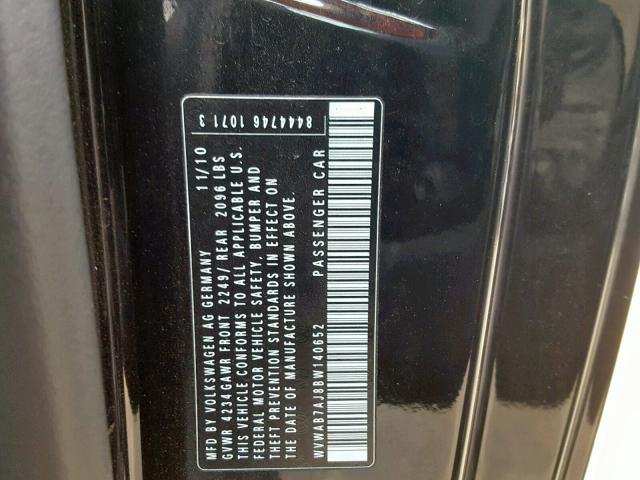 MFD BY VOLKSWAGEN AG GERMANY 11/10
GVWR 4234 GAWR FRONT 2249/ REAR 2096 LBS
THIS VEHICLE CONFORMS TO ALL APPLICABLE U.S.
FEDERAL MOTOR VEHICLE SAFETY, BUMPER AND
THEFT PREVENTION STANDARDS IN EFFECT ON
THE DATE OF MANUFACTURE SHOWN ABOVE.
WVWAB7AJ8BW140652 PASSENGER CAR
8444746 1071 3